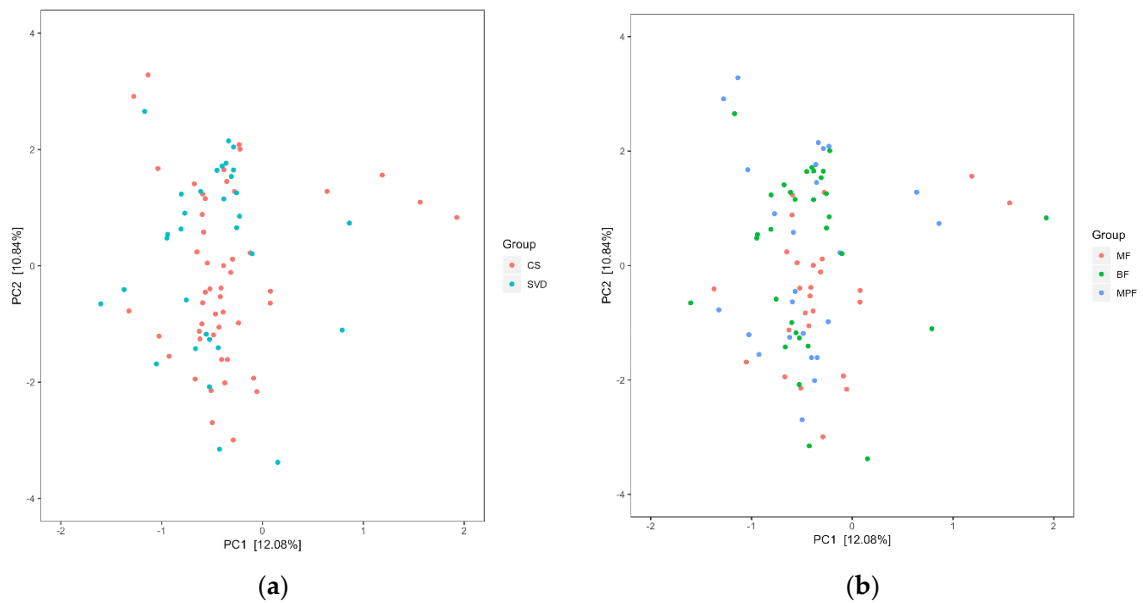 4
2
0
-2
-4
PC2 [10.84%]
-2
-1
0
1
2
PC1 [12.08%]
Group
CS
SVD
(a)
4
2
0
-2
-4
PC2 [10.84%]
-2
-1
0
1
2
PC1 [12.08%]
Group
MF
BF
MPF
(b)